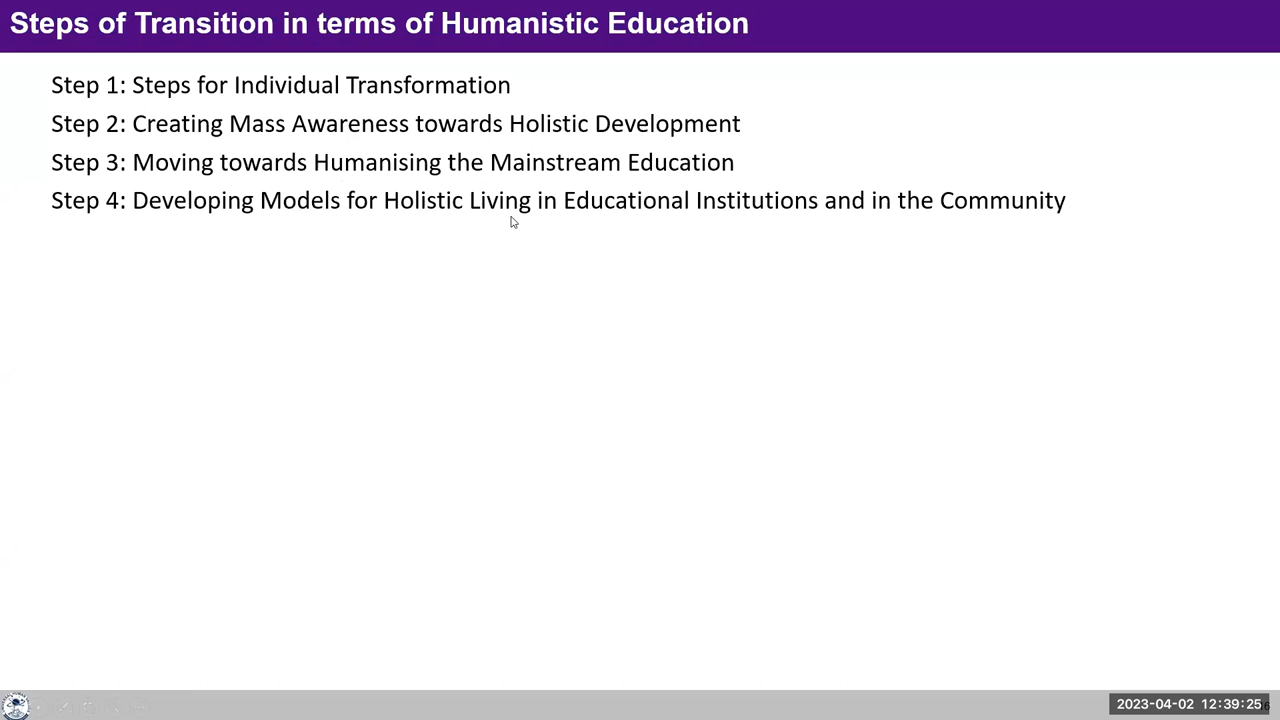 Steps of Transition in terms of Humanistic Education
Step 1: Steps for Individual Transformation
Step 2: Creating Mass Awareness towards Holistic Development
Step 3: Moving towards Humanising the Mainstream Education
Step 4: Developing Models for Holistic Living in Educational Institutions and in the Community
2023-04-02 12:39:25